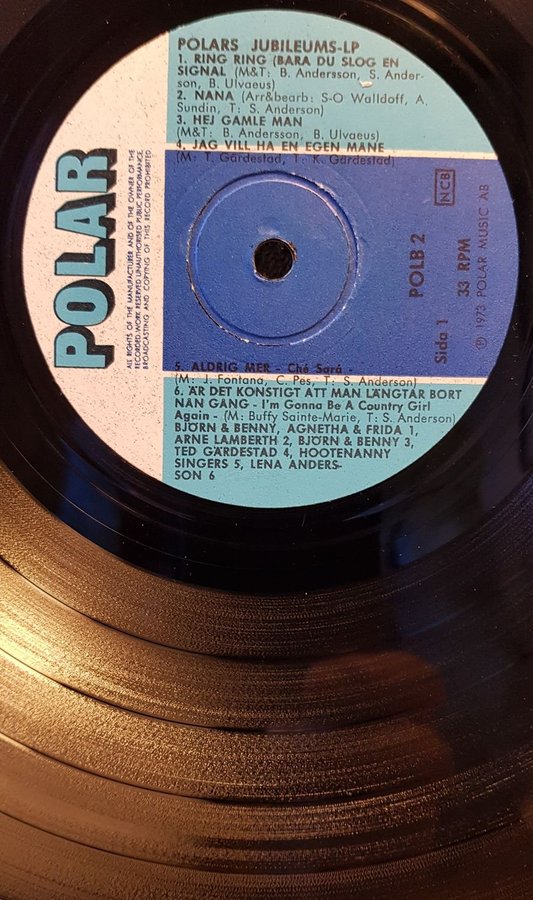 POLARS JUBILEUMS-LP
1. RING RING (BARA DU SLOG EN
SIGNAL (M&T: B. Andersson, S. Ander-
son, B. Ulvaeus)
2. NANA (Arr&bearb: S-O Walldoff, A.
Sundin, T: S. Anderson)
3. HEJ GAMLE MAN
(M&T: B. Andersson, B. Ulvaeus)
4. JAG VILL HA EN EGEN MÅNE
(M: T. Gärdestad, T: K. Gärdestad)
POLAR
ALL RIGHTS OF THE MANUFACTURER AND OF THE OWNER OF THE
RECORDED WORK RESERVED UNAUTHORISED PUBLIC PERFORMANCE,
BROADCASTING AND COPYING OF THIS RECORD PROHIBITED
NCB
Sida 1
POLB 2
33 RPM
℗ 1973 POLAR MUSIC AB
5. ALDRIG MER - Ché Sará -
(M: J. Fontana, C. Pes, T: S. Anderson)
6. ÄR DET KONSTIGT ATT MAN LÄNGTAR BORT
NÅN GÅNG - I'm Gonna Be A Country Girl
Again - (M: Buffy Sainte-Marie, T: S. Anderson)
BJÖRN & BENNY, AGNETHA & FRIDA 1,
ARNE LAMBERTH 2, BJÖRN & BENNY 3,
TED GÄRDESTAD 4, HOOTENANNY
SINGERS 5, LENA ANDERS-
SON 6